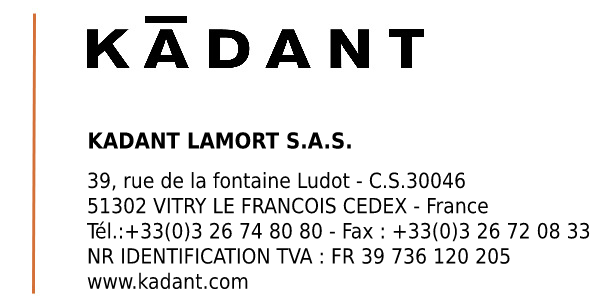 KĀDANT
KADANT LAMORT S.A.S.
39, rue de la fontaine Ludot - C.S.30046
51302 VITRY LE FRANCOIS CEDEX - France
Tél.:+33(0)3 26 74 80 80 - Fax : +33(0)3 26 72 08 33
NR IDENTIFICATION TVA : FR 39 736 120 205
www.kadant.com